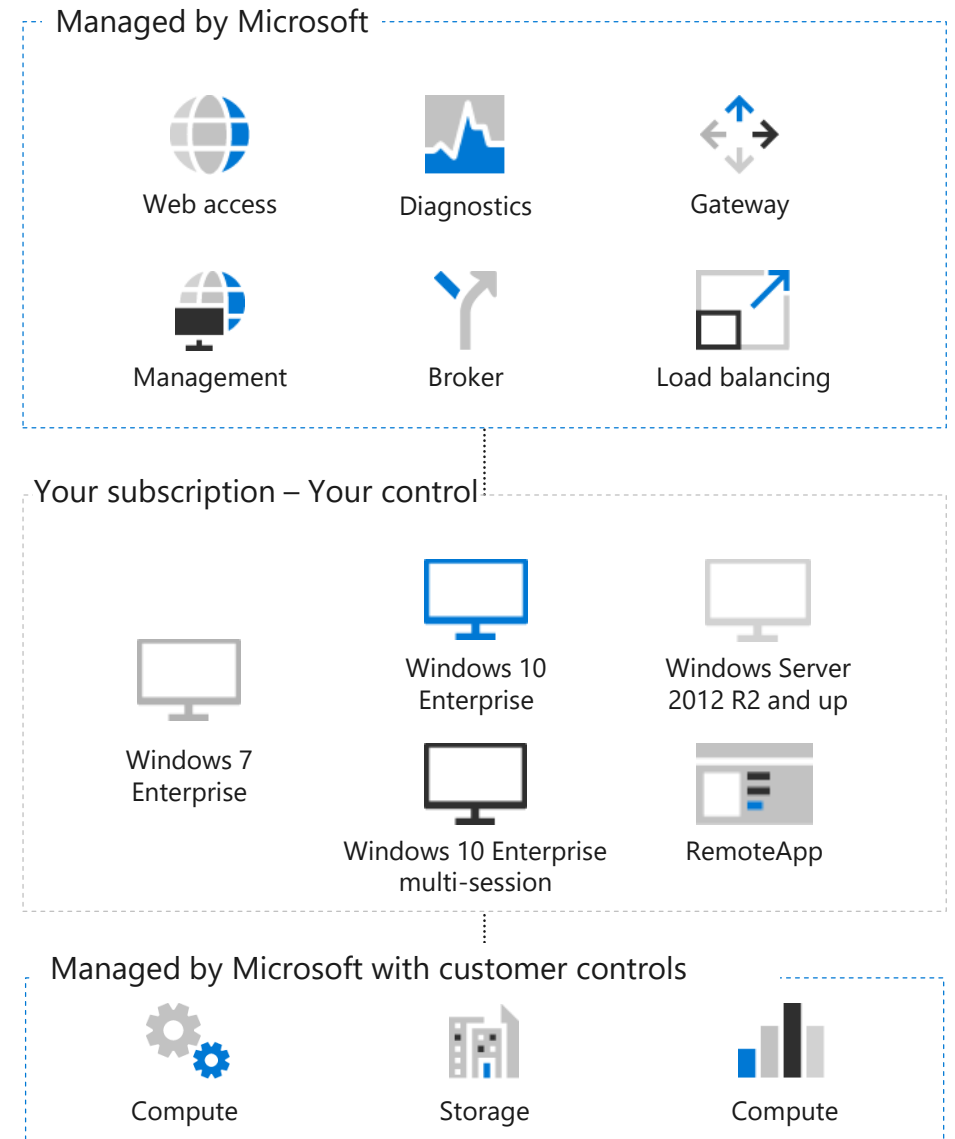 Managed by Microsoft
Web access
Diagnostics
Gateway
Management
Broker
Load balancing
Your subscription – Your control
Windows 7
Enterprise
Windows 10
Enterprise
Windows Server
2012 R2 and up
Windows 10 Enterprise
multi-session
RemoteApp
Managed by Microsoft with customer controls
Compute
Storage
Compute